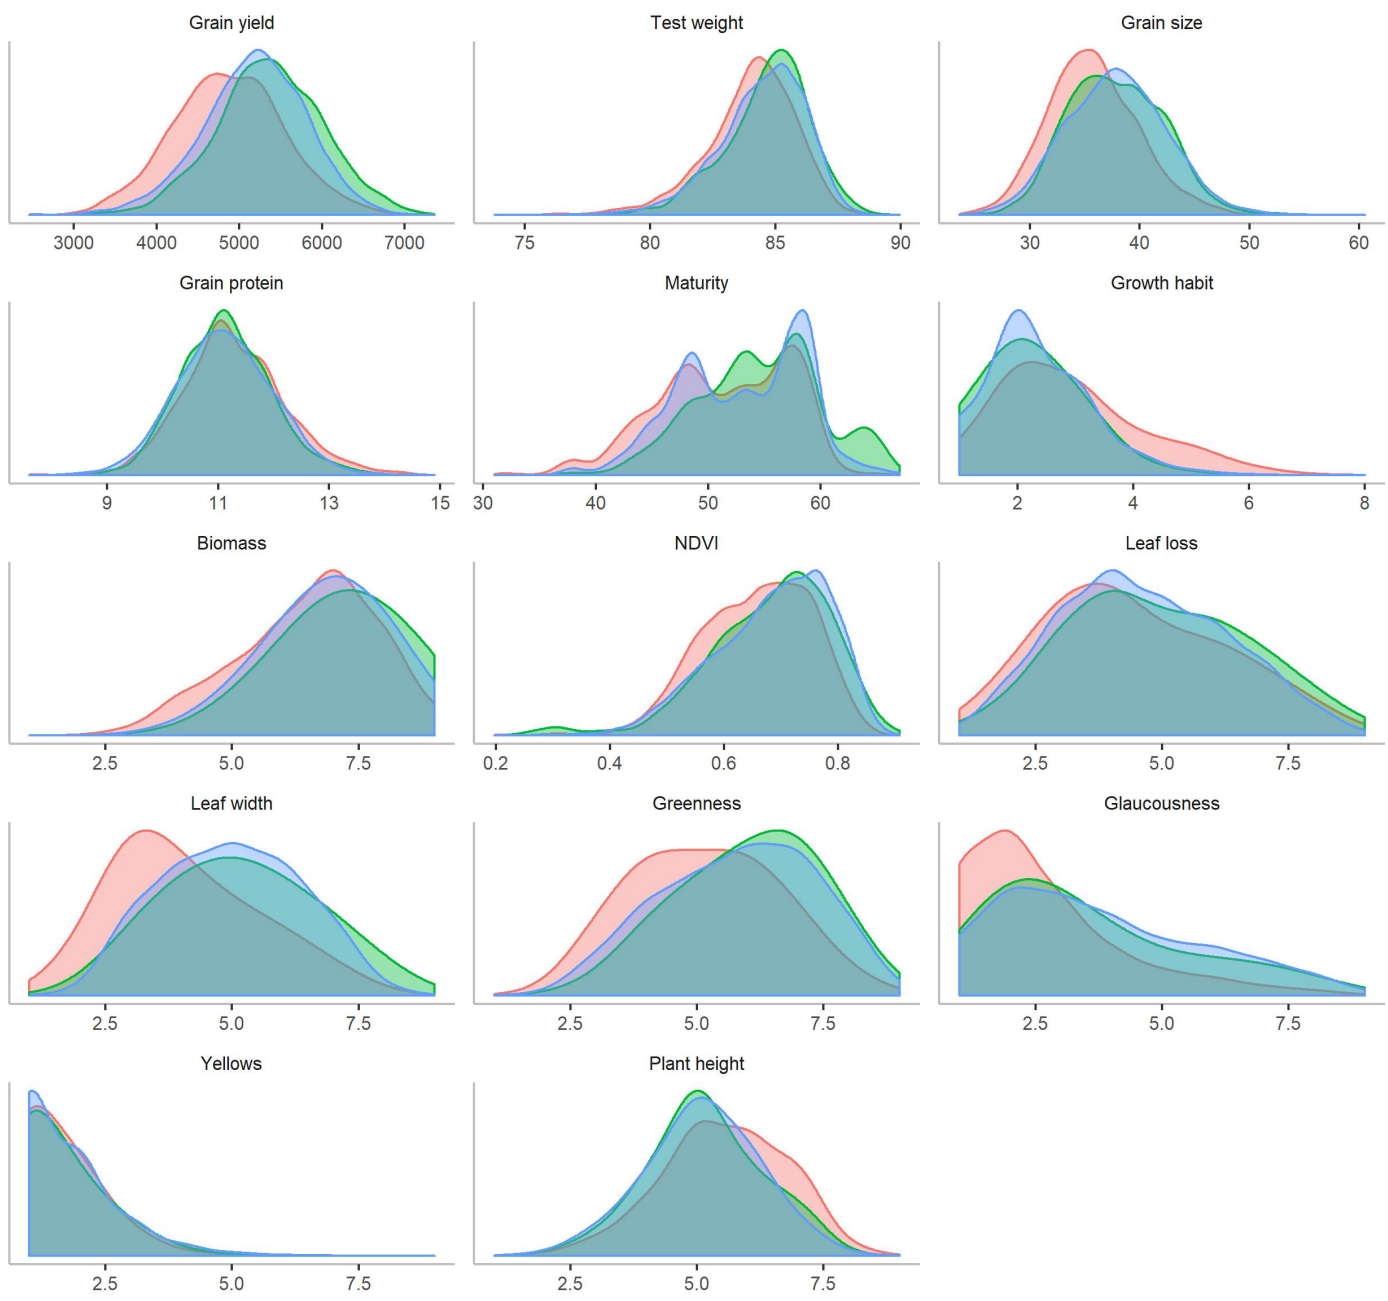 Grain yield Test weight Grain size
3000 4000 5000 6000 7000 75 80 85 90 30 40 50 60
Grain protein Maturity Growth habit
9 11 13 15 30 40 50 60 2 4 6 8
Biomass NDVI Leaf loss
2.5 5.0 7.5 0.2 0.4 0.6 0.8 2.5 5.0 7.5
Leaf width Greenness Glaucousness
2.5 5.0 7.5 2.5 5.0 7.5 2.5 5.0 7.5
Yellows Plant height
2.5 5.0 7.5 2.5 5.0 7.5